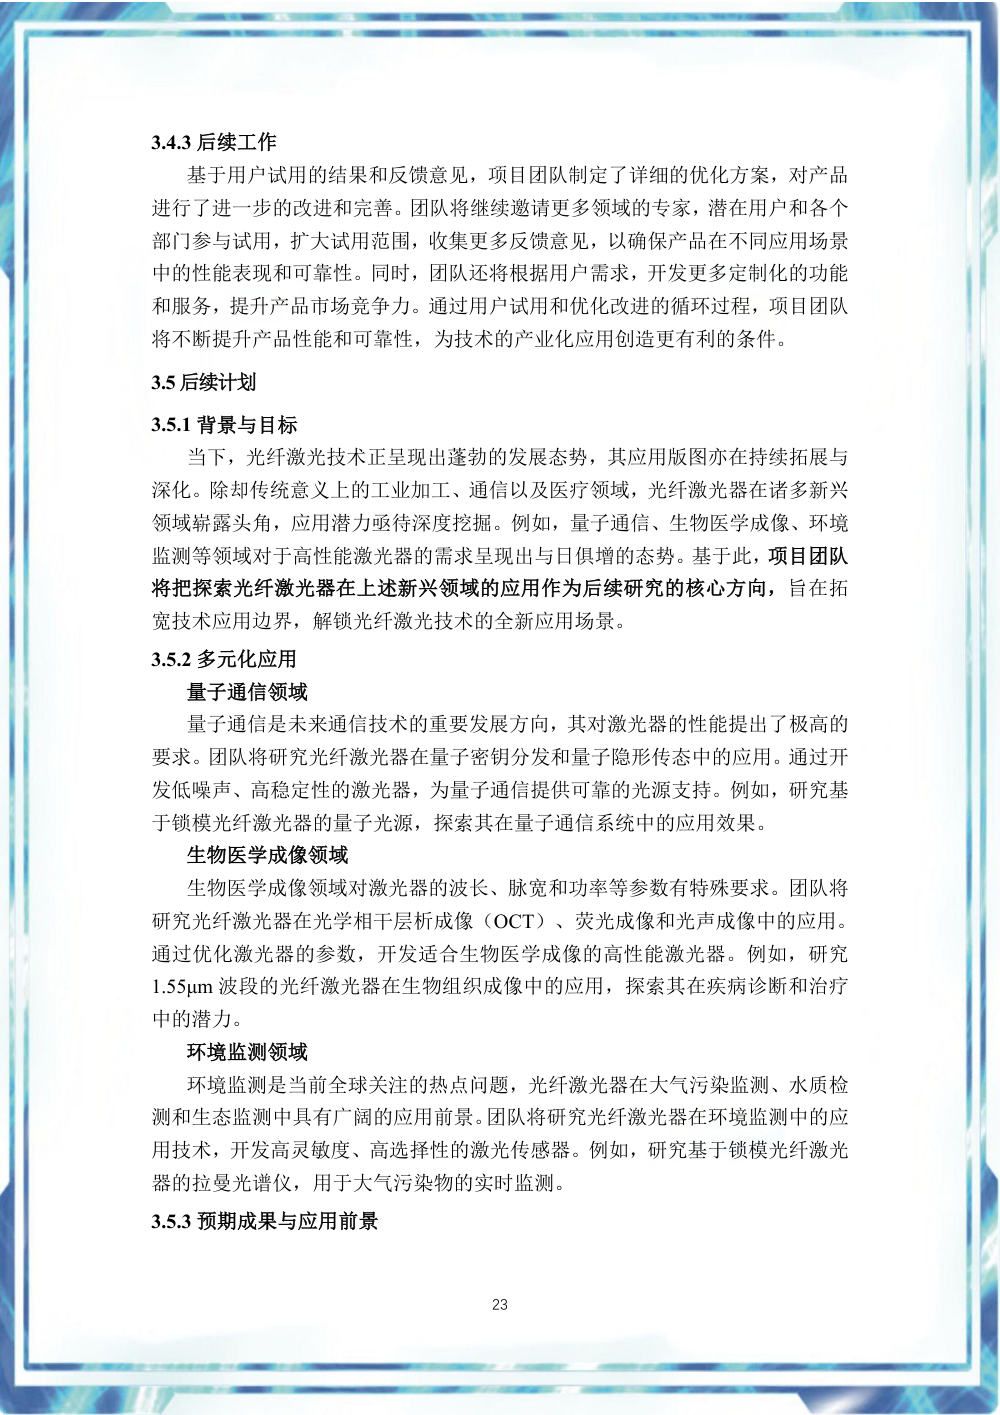 3.4.3 后续工作
基于用户试用的结果和反馈意见，项目团队制定了详细的优化方案，对产品
进行了进一步的改进和完善。团队将继续邀请更多领域的专家，潜在用户和各个
部门参与试用，扩大试用范围，收集更多反馈意见，以确保产品在不同应用场景
中的性能表现和可靠性。同时，团队还将根据用户需求，开发更多定制化的功能
和服务，提升产品市场竞争力。通过用户试用和优化改进的循环过程，项目团队
将不断提升产品性能和可靠性，为技术的产业化应用创造更有利的条件。
3.5 后续计划
3.5.1 背景与目标
当下，光纤激光技术正呈现出蓬勃的发展态势，其应用版图亦在持续拓展与
深化。除却传统意义上的工业加工、通信以及医疗领域，光纤激光器在诸多新兴
领域崭露头角，应用潜力亟待深度挖掘。例如，量子通信、生物医学成像、环境
监测等领域对于高性能激光器的需求呈现出与日俱增的态势。基于此，项目团队
将把探索光纤激光器在上述新兴领域的应用作为后续研究的核心方向，旨在拓
宽技术应用边界，解锁光纤激光技术的全新应用场景。
3.5.2 多元化应用
量子通信领域
量子通信是未来通信技术的重要发展方向，其对激光器的性能提出了极高的
要求。团队将研究光纤激光器在量子密钥分发和量子隐形传态中的应用。通过开
发低噪声、高稳定性的激光器，为量子通信提供可靠的光源支持。例如，研究基
于锁模光纤激光器的量子光源，探索其在量子通信系统中的应用效果。
生物医学成像领域
生物医学成像领域对激光器的波长、脉宽和功率等参数有特殊要求。团队将
研究光纤激光器在光学相干层析成像（OCT）、荧光成像和光声成像中的应用。
通过优化激光器的参数，开发适合生物医学成像的高性能激光器。例如，研究
1.55μm 波段的光纤激光器在生物组织成像中的应用，探索其在疾病诊断和治疗
中的潜力。
环境监测领域
环境监测是当前全球关注的热点问题，光纤激光器在大气污染监测、水质检
测和生态监测中具有广阔的应用前景。团队将研究光纤激光器在环境监测中的应
用技术，开发高灵敏度、高选择性的激光传感器。例如，研究基于锁模光纤激光
器的拉曼光谱仪，用于大气污染物的实时监测。
3.5.3 预期成果与应用前景
23